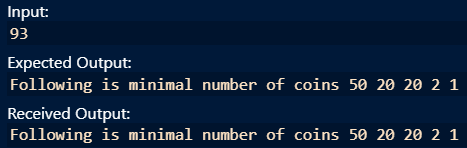 Input:
93
Expected Output:
Following is minimal number of coins 50 20 20 2 1
Received Output:
Following is minimal number of coins 50 20 20 2 1